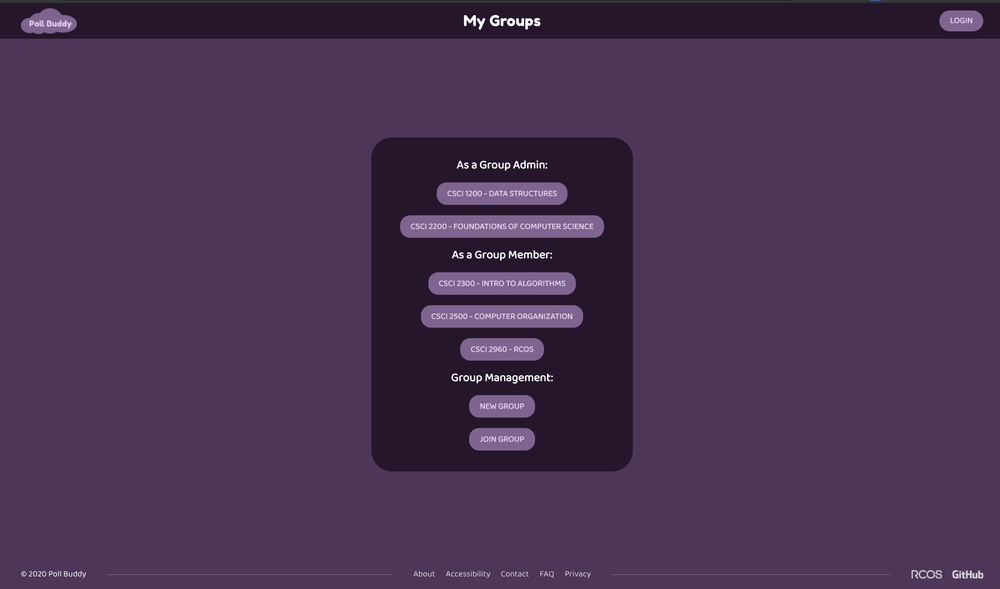 Poll Buddy
My Groups
LOGIN
As a Group Admin:
CSCI 1200 - DATA STRUCTURES
CSCI 2200 - FOUNDATIONS OF COMPUTER SCIENCE
As a Group Member:
CSCI 2300 - INTRO TO ALGORITHMS
CSCI 2500 - COMPUTER ORGANIZATION
CSCI 2960 - RCOS
Group Management:
NEW GROUP
JOIN GROUP
© 2020 Poll Buddy
About Accessibility Contact FAQ Privacy
RCOS GitHub